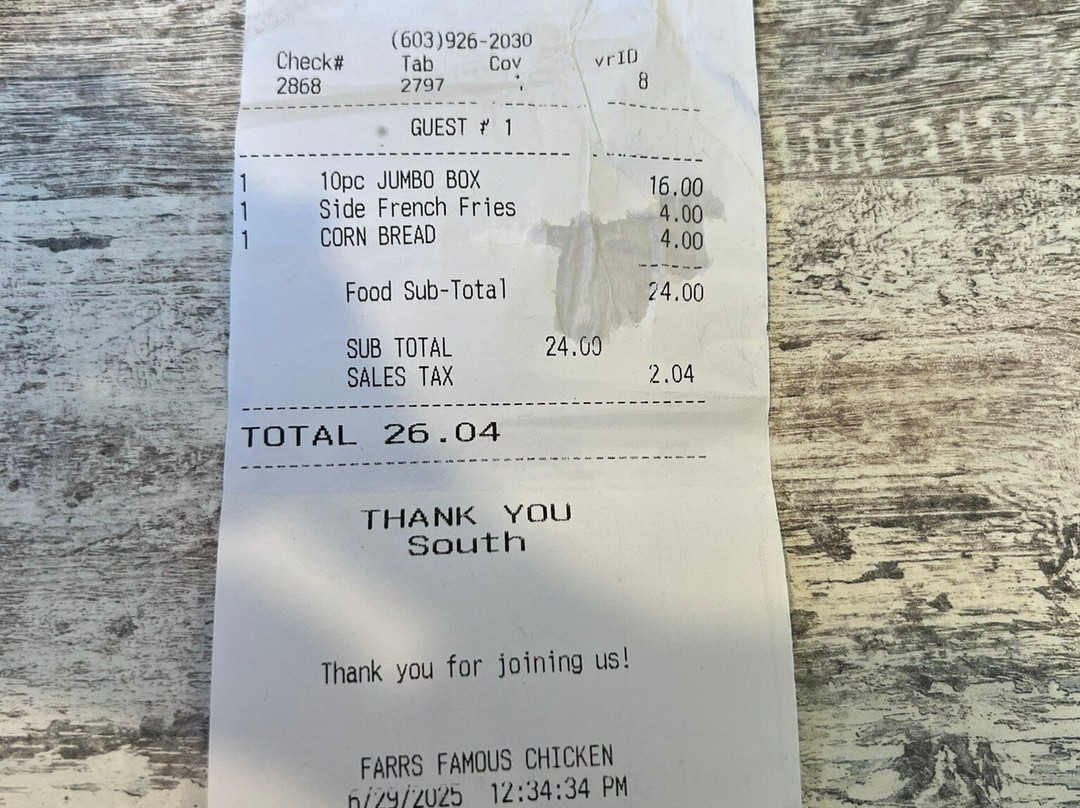 (603)926-2030
Check# Tab Cov vrID
2868 2797 8
GUEST # 1
1 10pc JUMBO BOX 16.00
1 Side French Fries 4.00
1 CORN BREAD 4.00
Food Sub-Total 24.00
SUB TOTAL 24.00
SALES TAX 2.04
TOTAL 26.04
THANK YOU
South
Thank you for joining us!
FARRS FAMOUS CHICKEN
6/29/2025 12:34:34 PM